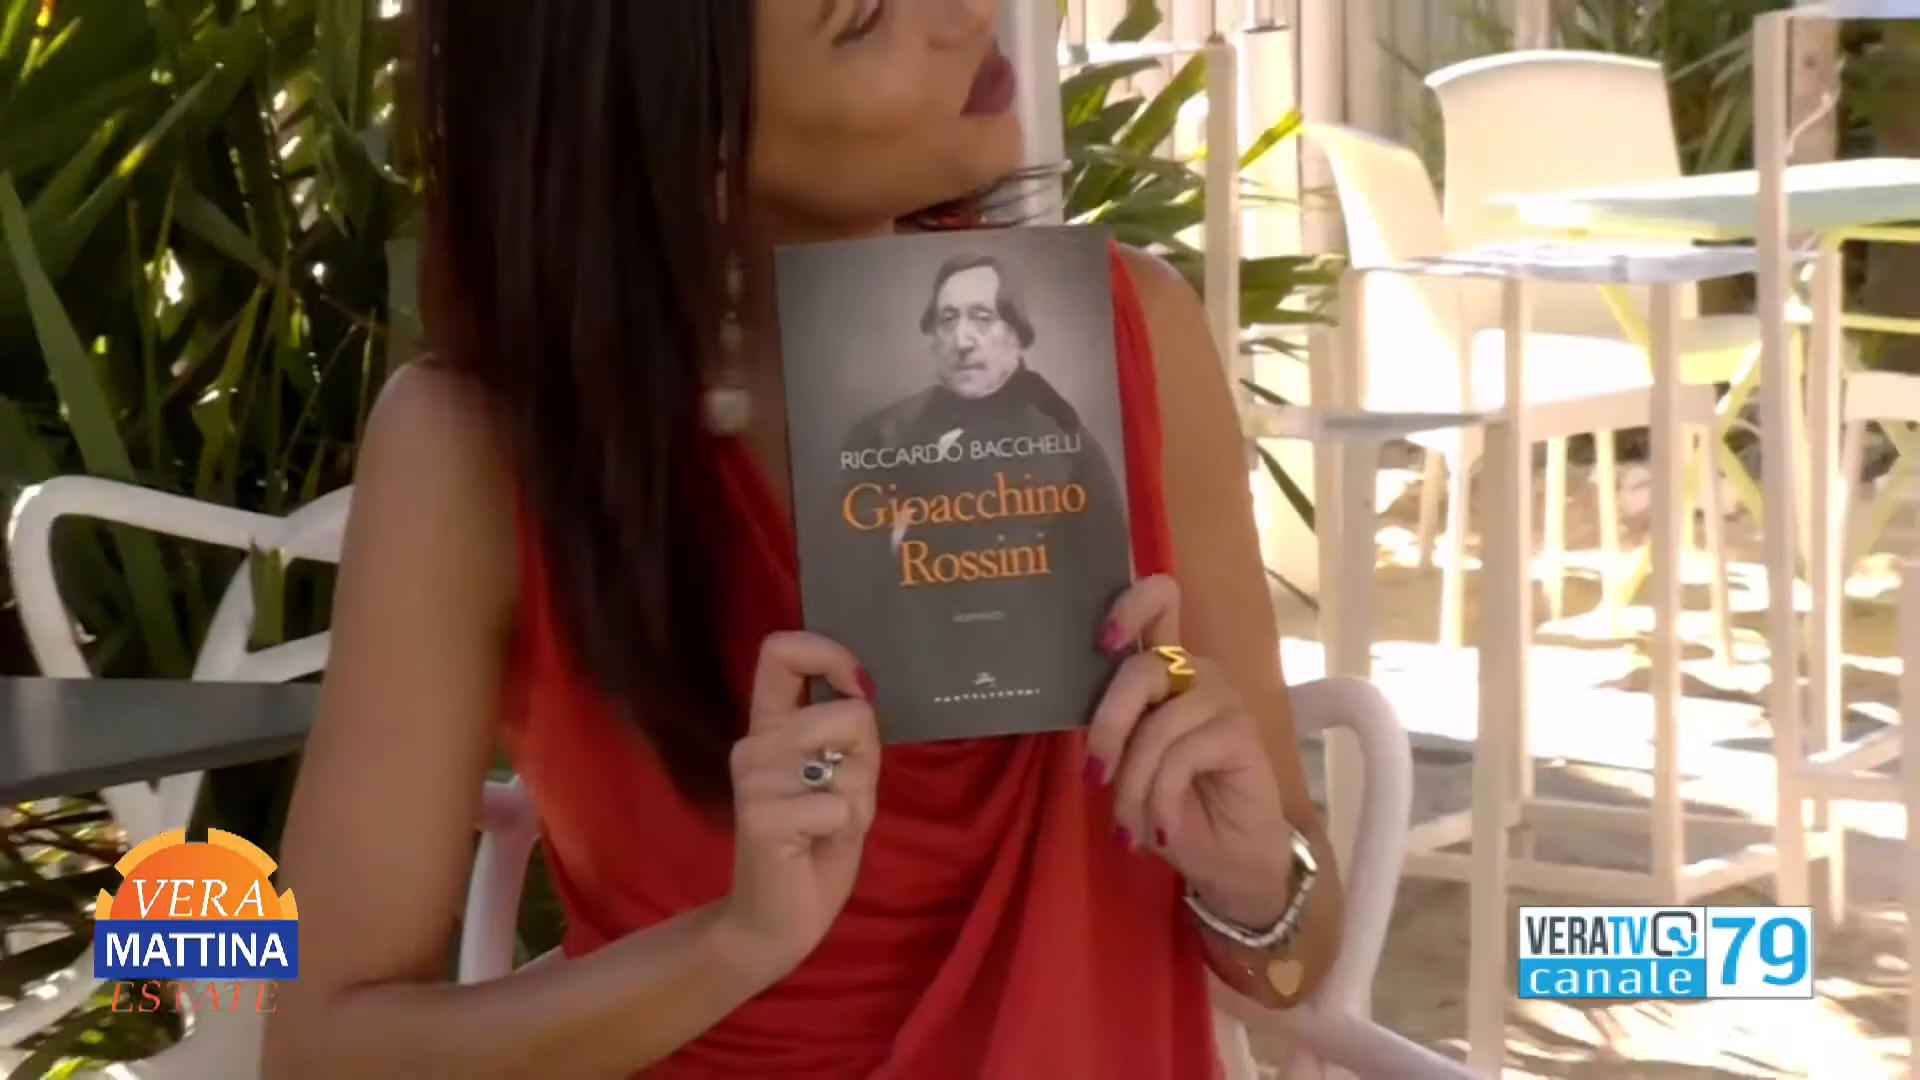 RICCARDO BACCHELLI
Gioacchino
Rossini
VERA
MATTINA
ESTATE
VERATV
canale 79